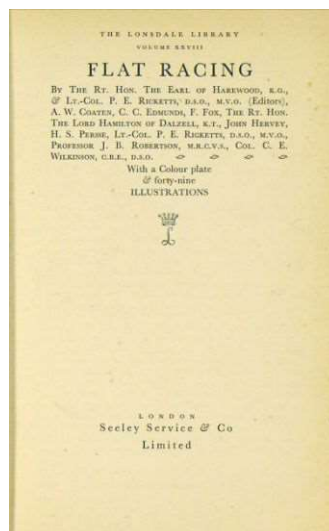 THE LONSDALE LIBRARY
VOLUME XXVIII
FLAT RACING
BY THE RT. HON. THE EARL OF HAREWOOD, K.G.,
& LT.-COL. P. E. RICKETTS, D.S.O., M.V.O. (Editors),
A. W. COATEN, C. C. EDMUNDS, F. FOX, THE RT. HON.
THE LORD HAMILTON OF DALZELL, K.T., JOHN HERVEY,
H. S. PERSSE, LT.-COL. P. E. RICKETTS, D.S.O., M.V.O.,
PROFESSOR J. B. ROBERTSON, M.R.C.V.S., COL. C. E.
WILKINSON, C.B.E., D.S.O.
With a Colour plate
& forty-nine
ILLUSTRATIONS
L
LONDON
Seeley Service & Co
Limited